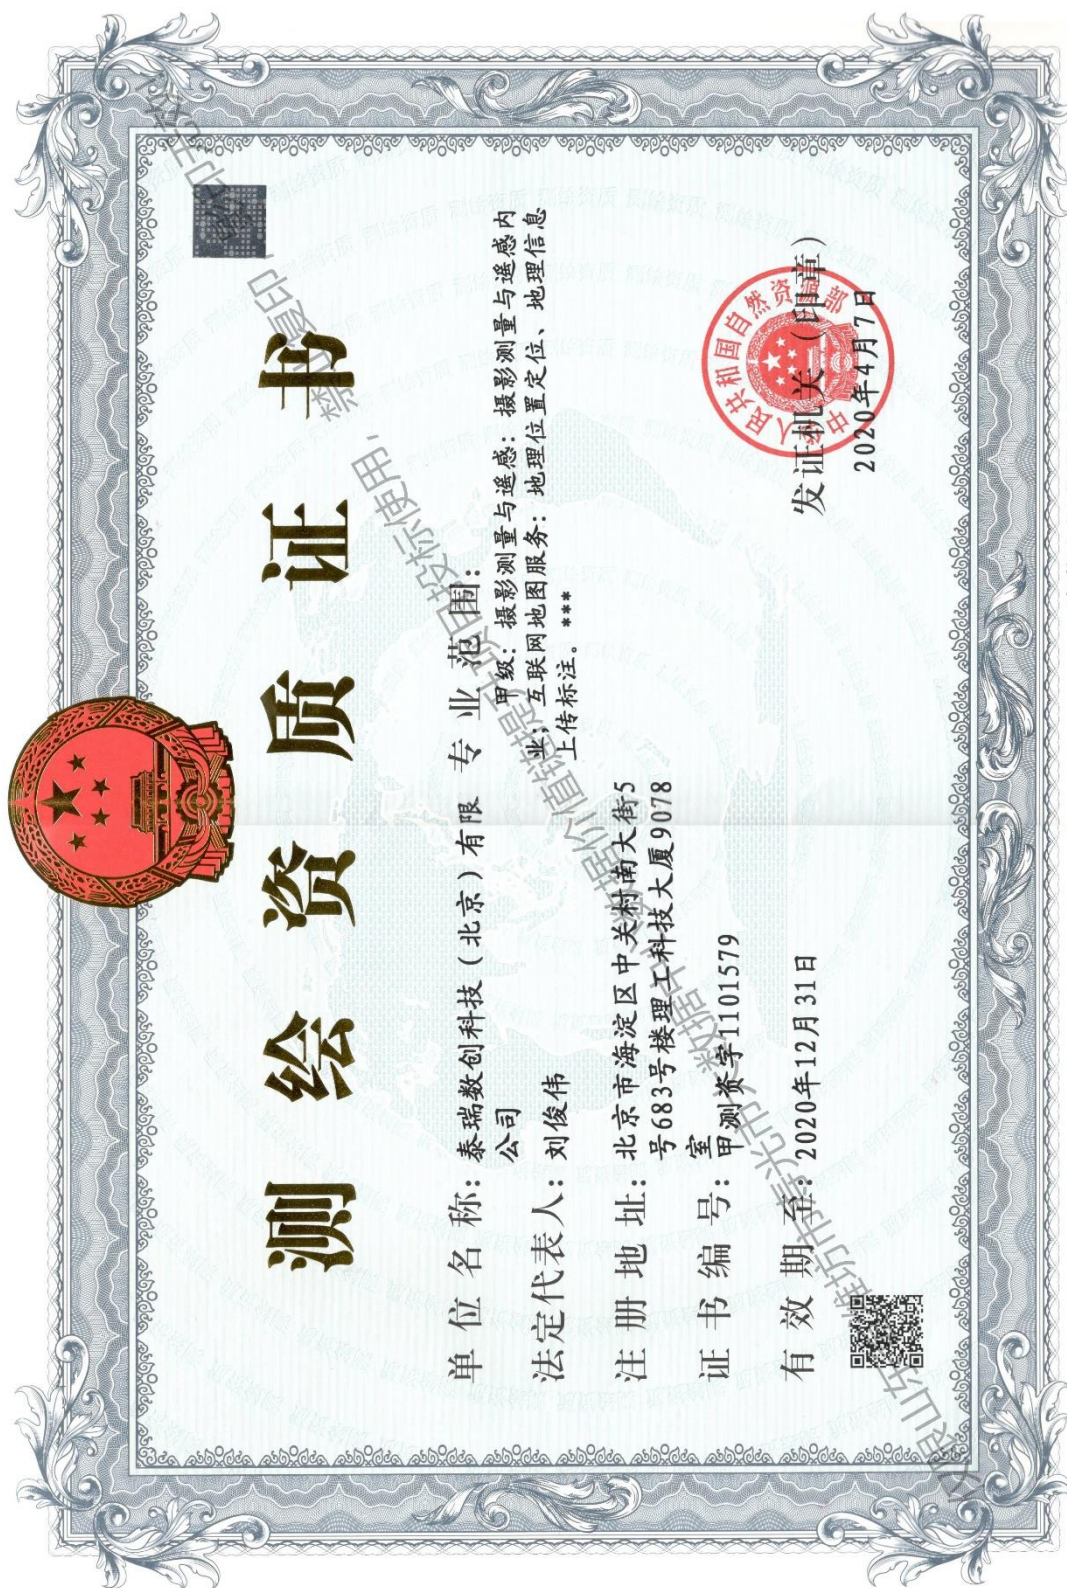 测绘资质证书
单位名称：泰瑞数创科技（北京）有限
公司
法定代表人：刘俊伟
注册地址：北京市海淀区中关村南大街5
号683号楼理工科技大厦9078
室
证书编号：甲测资字1101579
有效期至：2020年12月31日
专业范围：
甲级：摄影测量与遥感：摄影测量与遥感内
业；互联网地图服务：地理位置定位、地理信息
上传标注。***
发证机关（印章）
2020年4月7日
中华人民共和国自然资源部